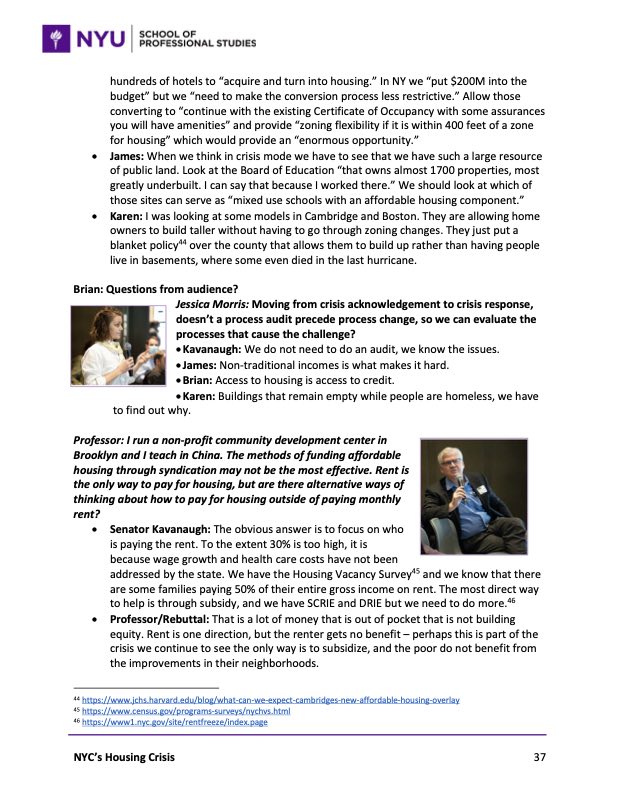 NYU
SCHOOL OF
PROFESSIONAL STUDIES
hundreds of hotels to “acquire and turn into housing.” In NY we “put $200M into the
budget” but we “need to make the conversion process less restrictive.” Allow those
converting to “continue with the existing Certificate of Occupancy with some assurances
you will have amenities” and provide “zoning flexibility if it is within 400 feet of a zone
for housing” which would provide an “enormous opportunity.”
• James: When we think in crisis mode we have to see that we have such a large resource
of public land. Look at the Board of Education “that owns almost 1700 properties, most
greatly underbuilt. I can say that because I worked there.” We should look at which of
those sites can serve as “mixed use schools with an affordable housing component.”
• Karen: I was looking at some models in Cambridge and Boston. They are allowing home
owners to build taller without having to go through zoning changes. They just put a
blanket policy44 over the county that allows them to build up rather than having people
live in basements, where some even died in the last hurricane.
Brian: Questions from audience?
Jessica Morris: Moving from crisis acknowledgement to crisis response,
doesn’t a process audit precede process change, so we can evaluate the
processes that cause the challenge?
• Kavanaugh: We do not need to do an audit, we know the issues.
• James: Non-traditional incomes is what makes it hard.
• Brian: Access to housing is access to credit.
• Karen: Buildings that remain empty while people are homeless, we have
to find out why.
Professor: I run a non-profit community development center in
Brooklyn and I teach in China. The methods of funding affordable
housing through syndication may not be the most effective. Rent is
the only way to pay for housing, but are there alternative ways of
thinking about how to pay for housing outside of paying monthly
rent?
• Senator Kavanaugh: The obvious answer is to focus on who
is paying the rent. To the extent 30% is too high, it is
because wage growth and health care costs have not been
addressed by the state. We have the Housing Vacancy Survey45 and we know that there
are some families paying 50% of their entire gross income on rent. The most direct way
to help is through subsidy, and we have SCRIE and DRIE but we need to do more.46
• Professor/Rebuttal: That is a lot of money that is out of pocket that is not building
equity. Rent is one direction, but the renter gets no benefit – perhaps this is part of the
crisis we continue to see the only way is to subsidize, and the poor do not benefit from
the improvements in their neighborhoods.
44 https://www.jchs.harvard.edu/blog/what-can-we-expect-cambridges-new-affordable-housing-overlay
45 https://www.census.gov/programs-surveys/nychvs.html
46 https://www1.nyc.gov/site/rentfreeze/index.page
NYC’s Housing Crisis 37